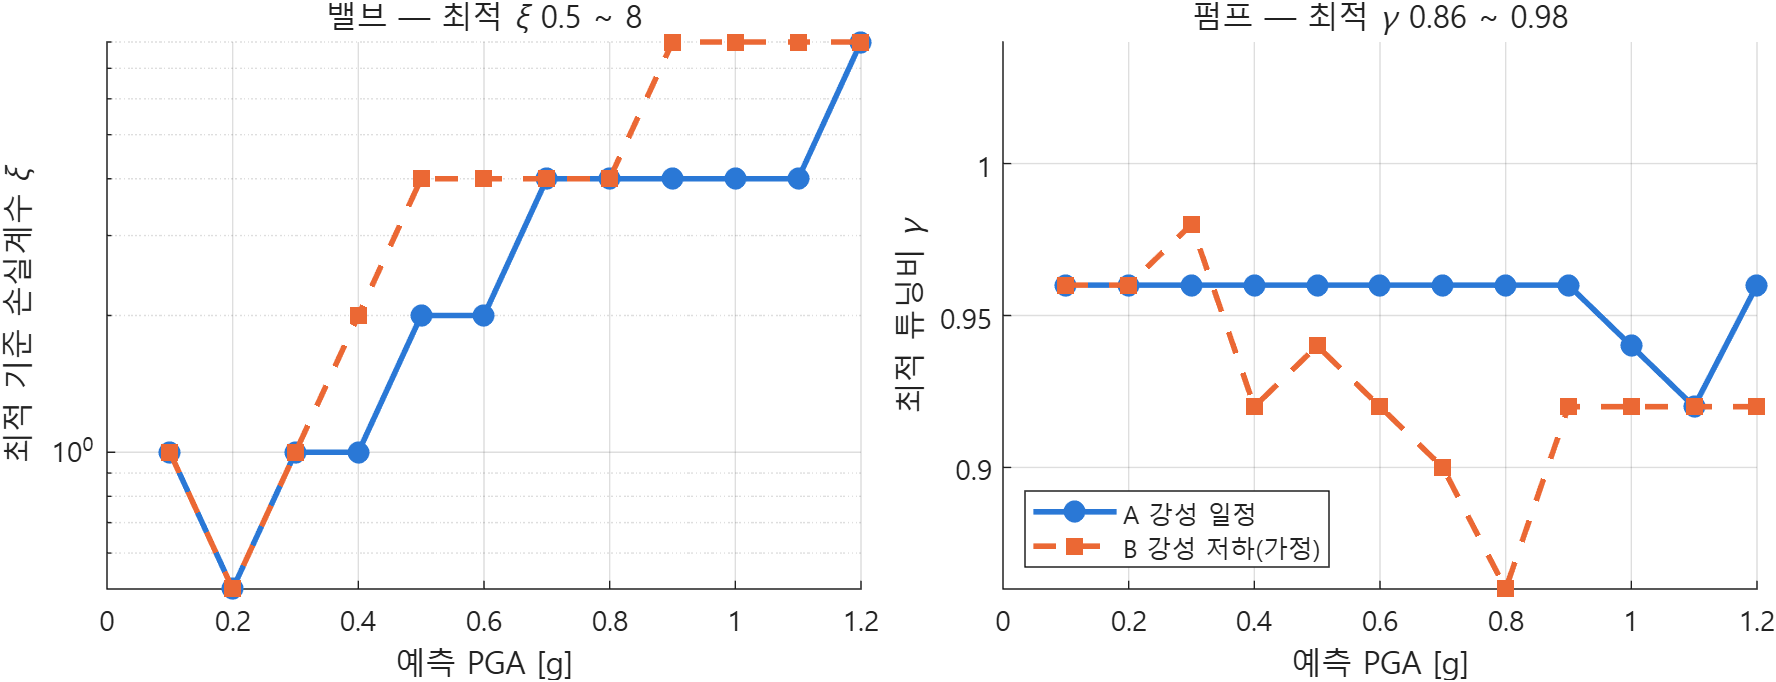 밸브 — 최적 ξ 0.5 ~ 8
최적 기준 손실계수 ξ
10⁰
0 0.2 0.4 0.6 0.8 1 1.2
예측 PGA [g]
펌프 — 최적 γ 0.86 ~ 0.98
최적 튜닝비 γ
1
0.95
0.9
A 강성 일정
B 강성 저하(가정)
0 0.2 0.4 0.6 0.8 1 1.2
예측 PGA [g]